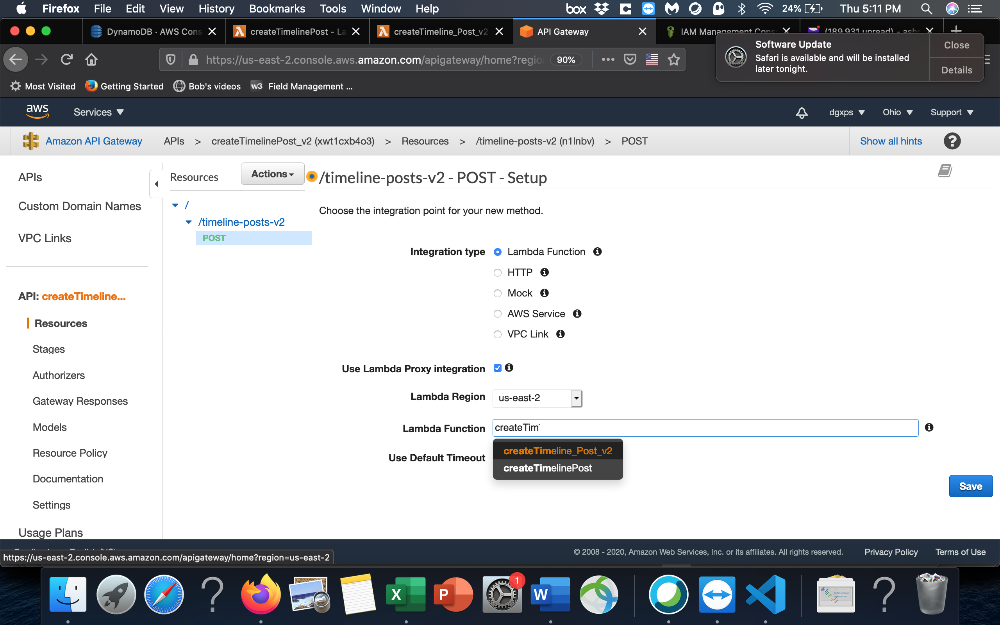 Firefox File Edit View History Bookmarks Tools Window Help box 24% Thu 5:11 PM
DynamoDB · AWS Cons createTimelinePost - La createTimeline_Post_v2 API Gateway IAM Management Cons (189,931 unread) - ashr
Software Update
Safari is available and will be installed later tonight.
Close
Details
https://us-east-2.console.aws.amazon.com/apigateway/home?regio 90%
Most Visited Getting Started Bob's videos w3 Field Management ...
aws Services dgxps Ohio Support
Amazon API Gateway APIs > createTimelinePost_v2 (xwt1cxb4o3) > Resources > /timeline-posts-v2 (n1lnbv) > POST Show all hints ?
APIs
Custom Domain Names
VPC Links
API: createTimeline...
Resources
Stages
Authorizers
Gateway Responses
Models
Resource Policy
Documentation
Settings
Usage Plans
Resources Actions
/
/timeline-posts-v2
POST
/timeline-posts-v2 - POST - Setup
Choose the integration point for your new method.
Integration type Lambda Function
HTTP
Mock
AWS Service
VPC Link
Use Lambda Proxy integration
Lambda Region us-east-2
Lambda Function createTim
createTimeline_Post_v2
createTimelinePost
Use Default Timeout
Save
© 2008 - 2020, Amazon Web Services, Inc. or its affiliates. All rights reserved. Privacy Policy Terms of Use
https://us-east-2.console.aws.amazon.com/apigateway/home?region=us-east-2
X P 1 W